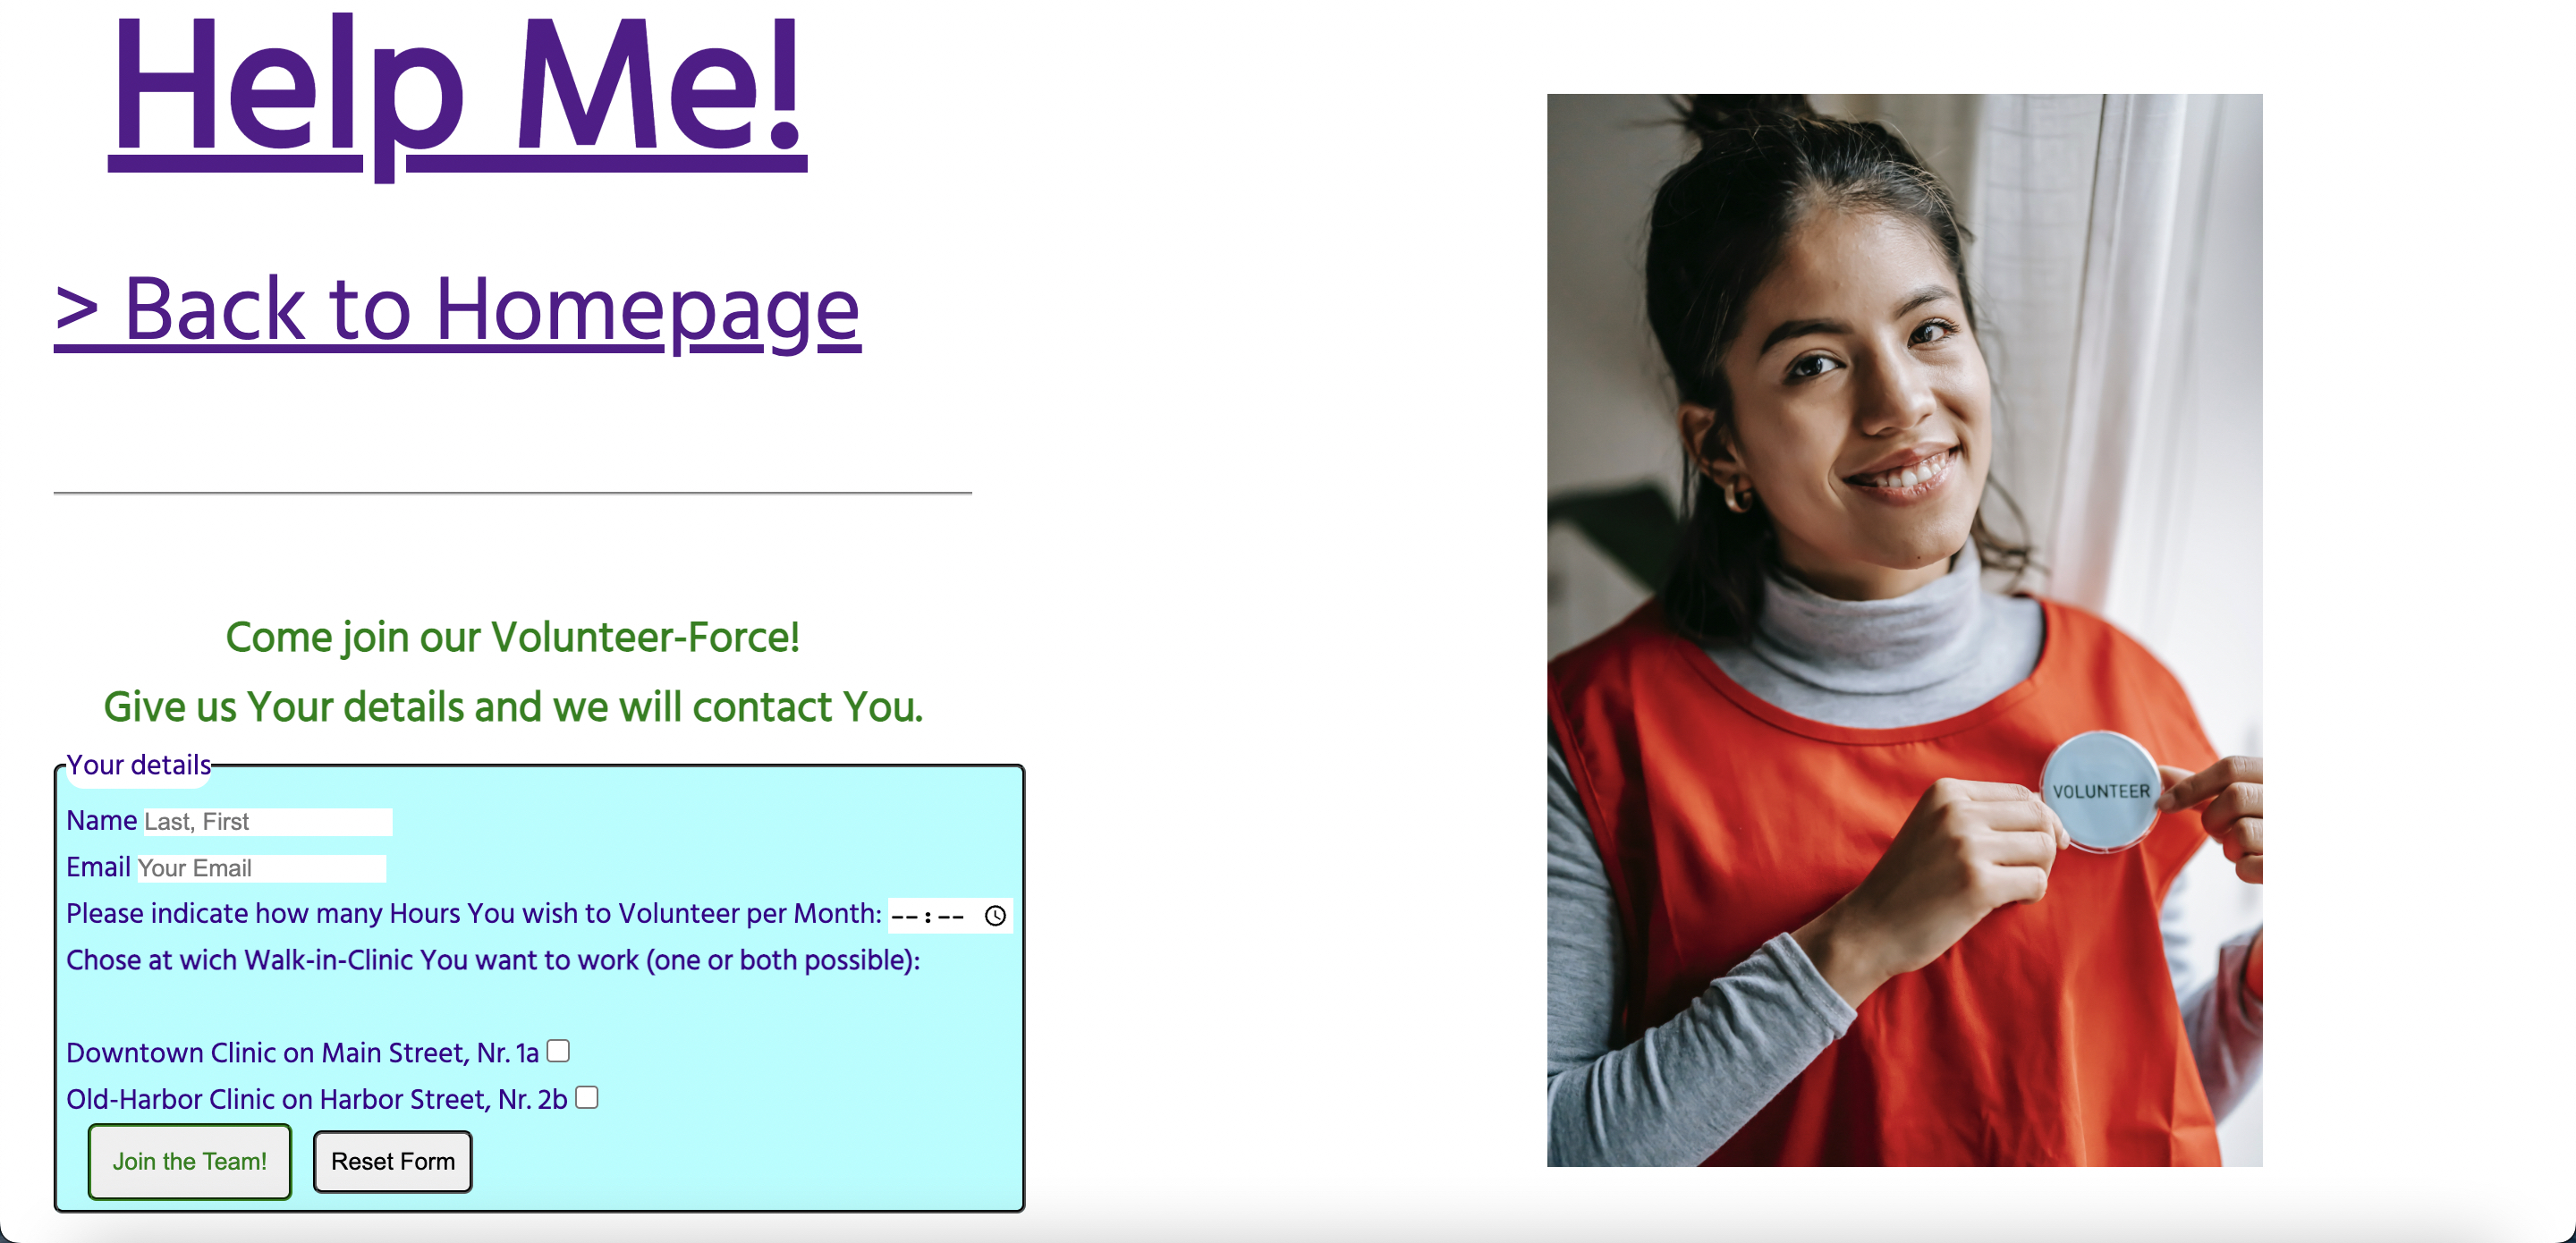 Help Me!
> Back to Homepage
Come join our Volunteer-Force!
Give us Your details and we will contact You.
Your details
Name Last, First
Email Your Email
Please indicate how many Hours You wish to Volunteer per Month: --:--
Chose at wich Walk-in-Clinic You want to work (one or both possible):
Downtown Clinic on Main Street, Nr. 1a
Old-Harbor Clinic on Harbor Street, Nr. 2b
Join the Team! Reset Form
VOLUNTEER